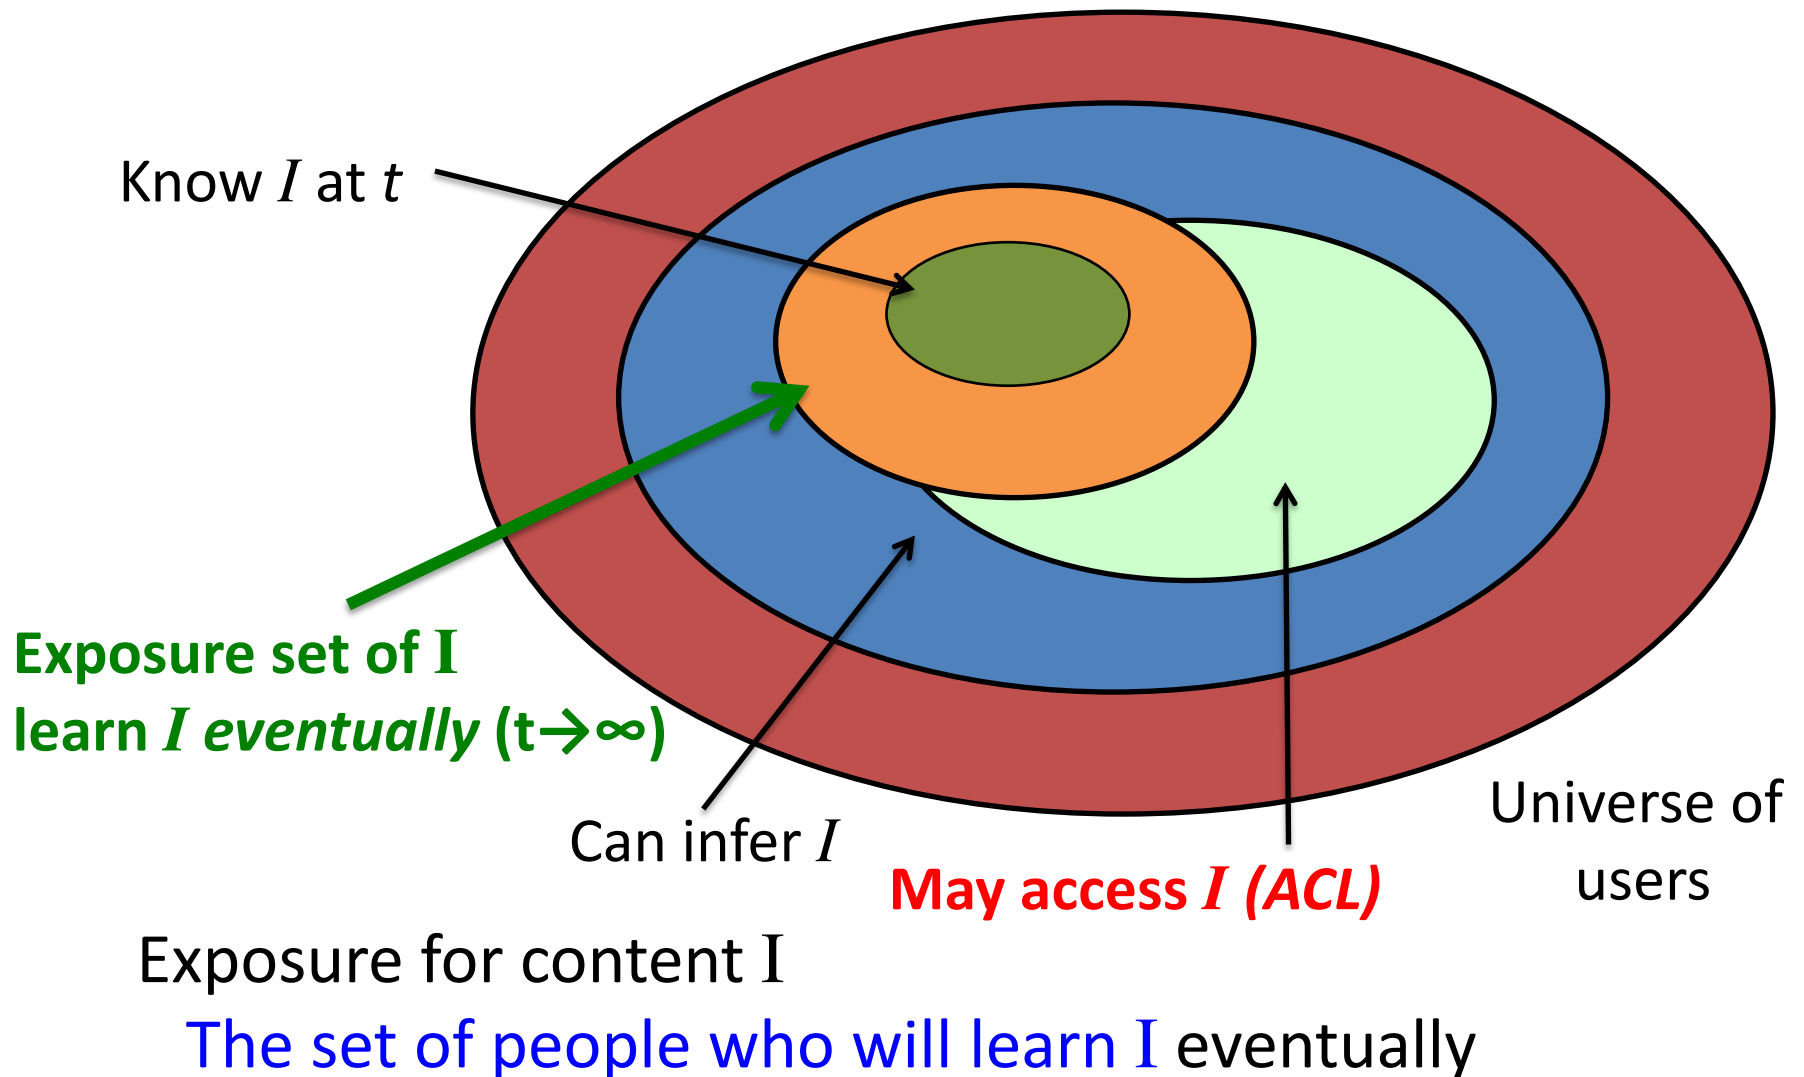 Know I at t
Exposure set of I
learn I eventually (t→∞)
Can infer I
May access I (ACL)
Universe of
users
Exposure for content I
The set of people who will learn I eventually